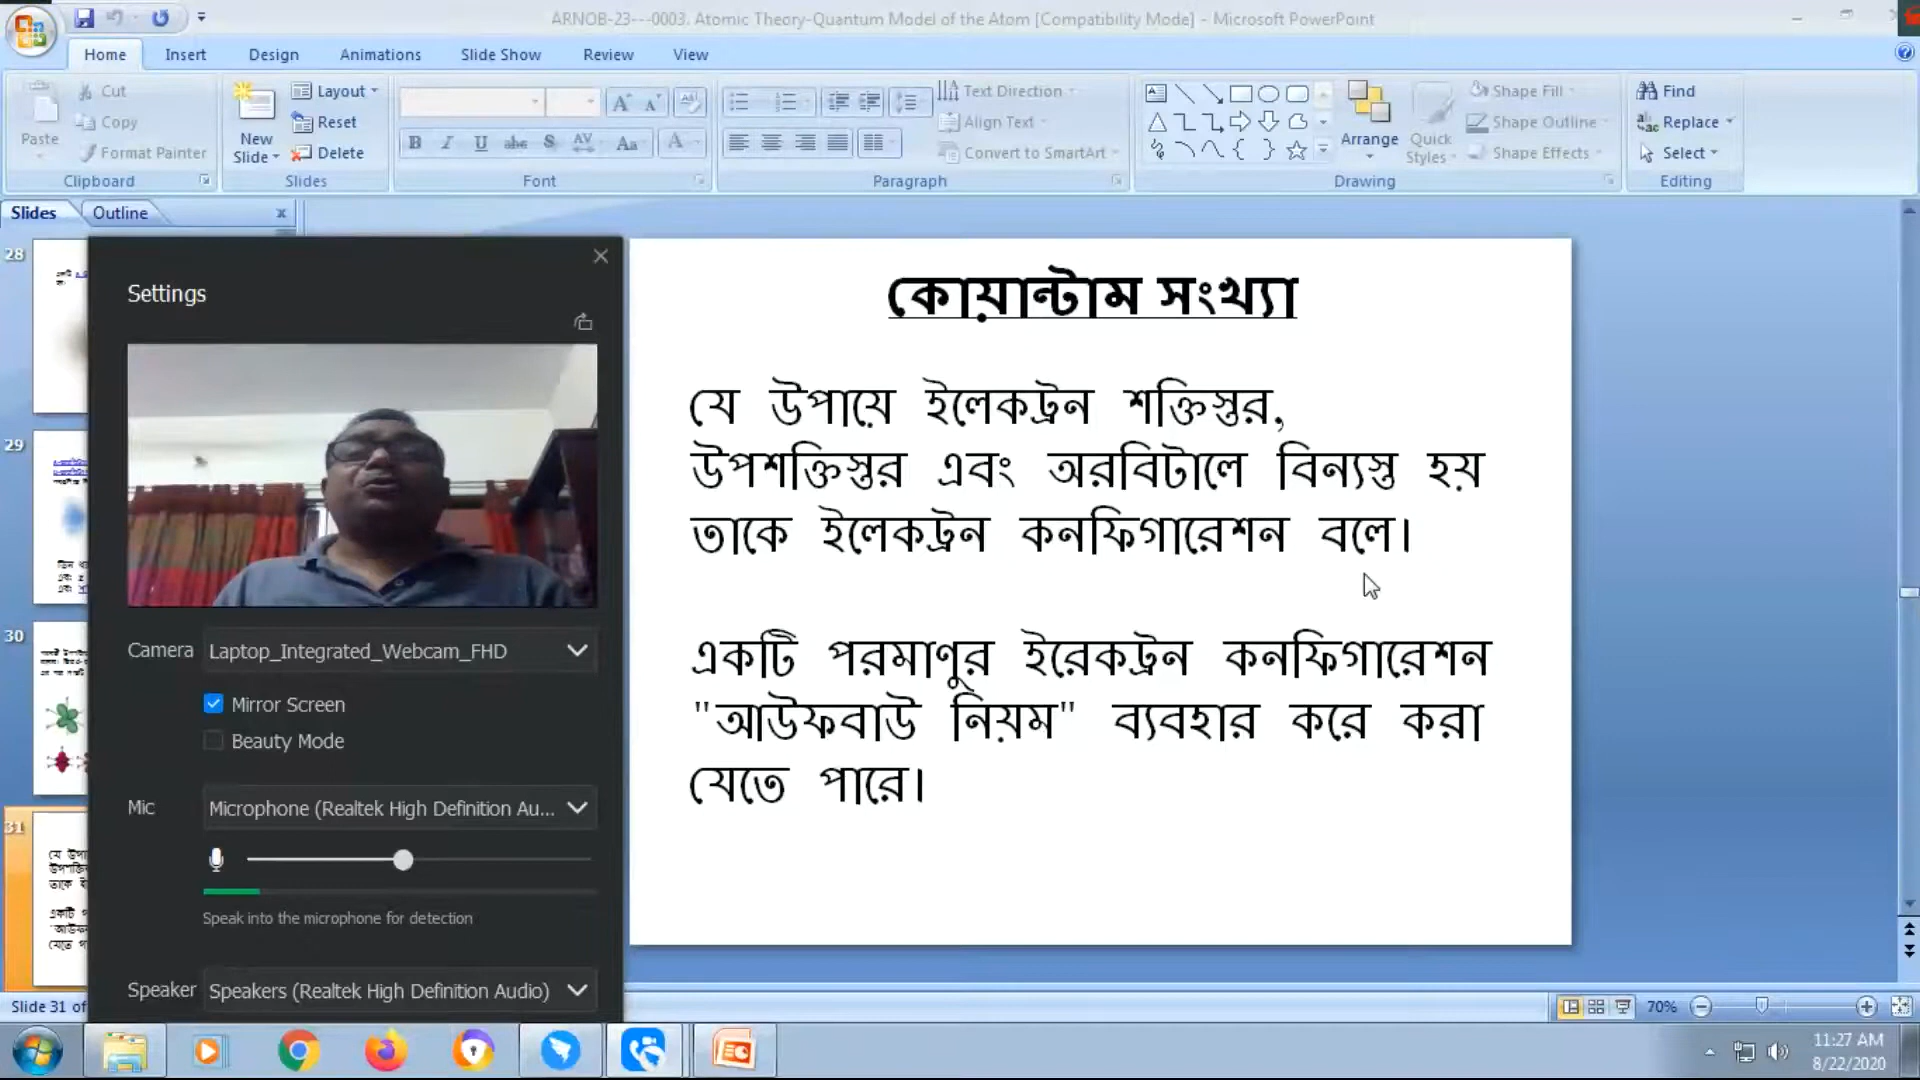 ARNOB-23---0003. Atomic Theory-Quantum Model of the Atom [Compatibility Mode] - Microsoft PowerPoint
Home Insert Design Animations Slide Show Review View
Paste
Cut
Copy
Format Painter
Clipboard
New Slide
Layout
Reset
Delete
Slides
Font
Text Direction
Align Text
Convert to SmartArt
Paragraph
Arrange
Quick Styles
Shape Fill
Shape Outline
Shape Effects
Drawing
Find
Replace
Select
Editing
Slides Outline
28
29
30
31
Settings
Camera Laptop_Integrated_Webcam_FHD
Mirror Screen
Beauty Mode
Mic Microphone (Realtek High Definition Au...
Speak into the microphone for detection
Speaker Speakers (Realtek High Definition Audio)
কোয়ান্টাম সংখ্যা
যে উপায়ে ইলেকট্রন শক্তিস্তর,
উপশক্তিস্তর এবং অরবিটালে বিন্যস্ত হয়
তাকে ইলেকট্রন কনফিগারেশন বলে।
একটি পরমাণুর ইরেকট্রন কনফিগারেশন
"আউফবাউ নিয়ম" ব্যবহার করে করা
যেতে পারে।
Slide 31 of
70%
11:27 AM
8/22/2020